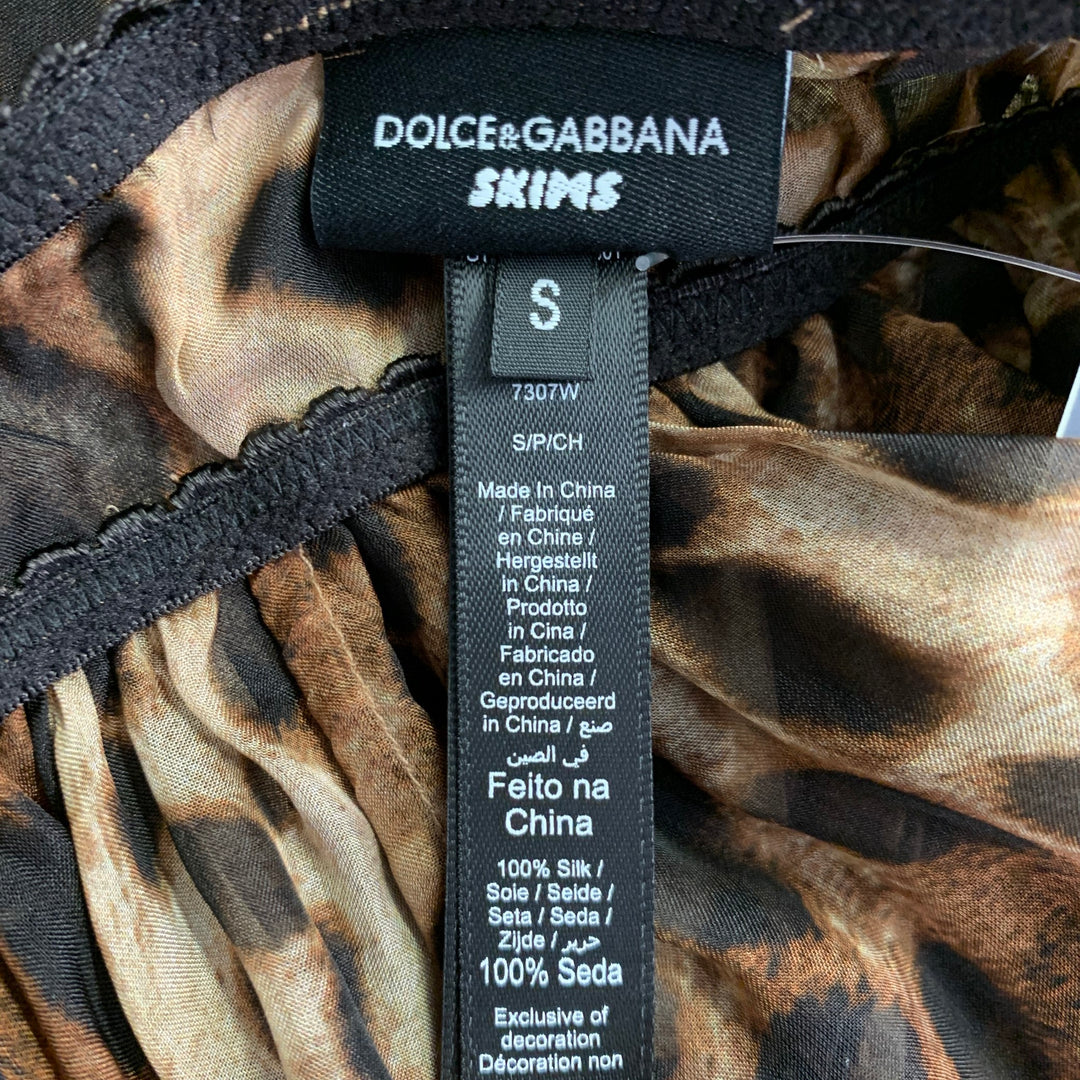 DOLCE&GABBANA
SKIMS
S
7307W
S/P/CH
Made In China
/ Fabriqué
en Chine /
Hergestellt
in China /
Prodotto
in Cina /
Fabricado
en China /
Geproduceerd
in China / صنع
في الصين
Feito na
China
100% Silk /
Soie / Seide /
Seta / Seda /
Zijde / حرير
100% Seda
Exclusive of
decoration
Décoration non